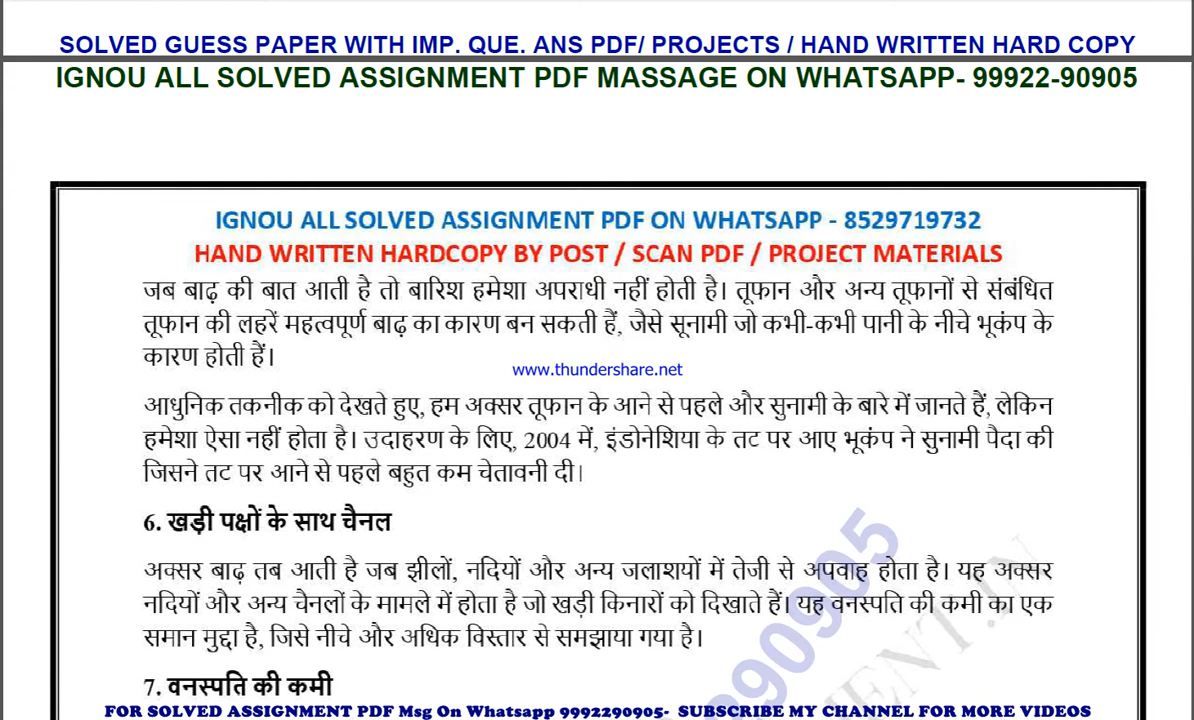 SOLVED GUESS PAPER WITH IMP. QUE. ANS PDF/ PROJECTS / HAND WRITTEN HARD COPY
IGNOU ALL SOLVED ASSIGNMENT PDF MASSAGE ON WHATSAPP- 99922-90905
IGNOU ALL SOLVED ASSIGNMENT PDF ON WHATSAPP - 8529719732
HAND WRITTEN HARDCOPY BY POST / SCAN PDF / PROJECT MATERIALS
जब बाढ़ की बात आती है तो बारिश हमेशा अपराधी नहीं होती है। तूफान और अन्य तूफानों से संबंधित
तूफान की लहरें महत्वपूर्ण बाढ़ का कारण बन सकती हैं, जैसे सूनामी जो कभी-कभी पानी के नीचे भूकंप के
कारण होती हैं।
www.thundershare.net
आधुनिक तकनीक को देखते हुए, हम अक्सर तूफान के आने से पहले और सुनामी के बारे में जानते हैं, लेकिन
हमेशा ऐसा नहीं होता है। उदाहरण के लिए, 2004 में, इंडोनेशिया के तट पर आए भूकंप ने सुनामी पैदा की
जिसने तट पर आने से पहले बहुत कम चेतावनी दी।
6. खड़ी पक्षों के साथ चैनल
अक्सर बाढ़ तब आती है जब झीलों, नदियों और अन्य जलाशयों में तेजी से अपवाह होता है। यह अक्सर
नदियों और अन्य चैनलों के मामले में होता है जो खड़ी किनारों को दिखाते हैं। यह वनस्पति की कमी का एक
समान मुद्दा है, जिसे नीचे और अधिक विस्तार से समझाया गया है।
7. वनस्पति की कमी
FOR SOLVED ASSIGNMENT PDF Msg On Whatsapp 9992290905- SUBSCRIBE MY CHANNEL FOR MORE VIDEOS